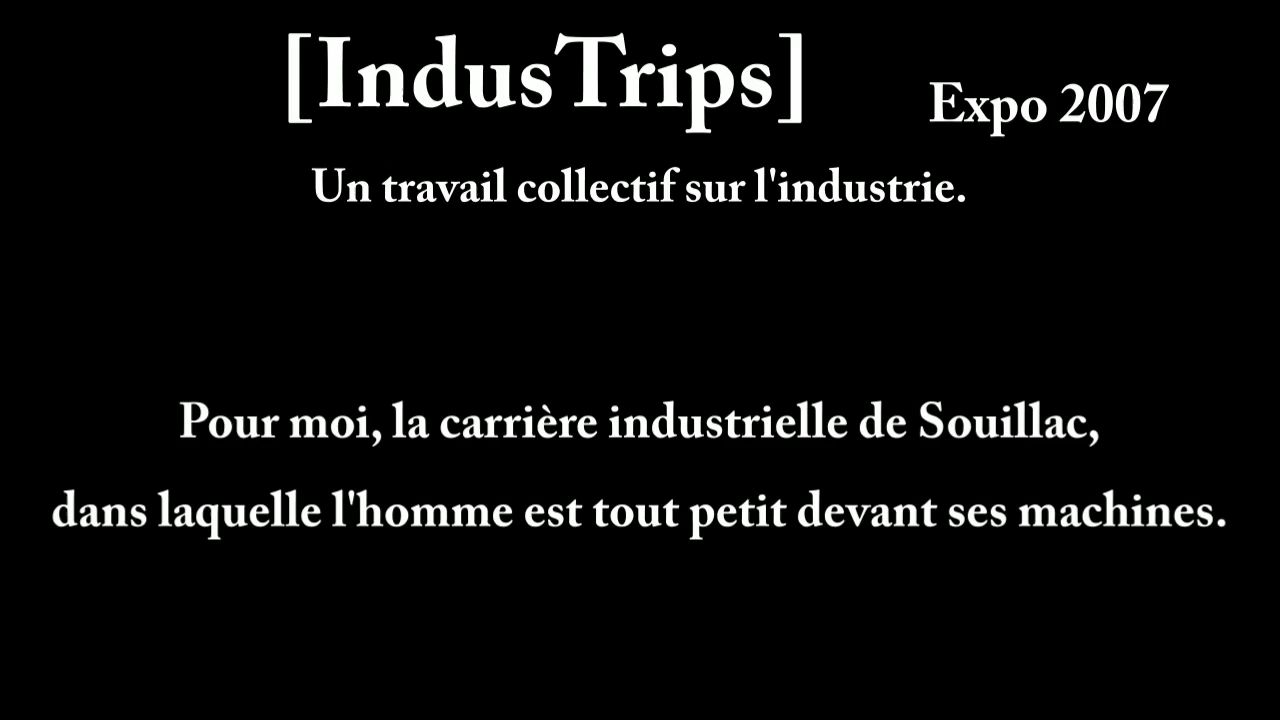 [IndusTrips] Expo 2007
Un travail collectif sur l'industrie.
Pour moi, la carrière industrielle de Souillac,
dans laquelle l'homme est tout petit devant ses machines.